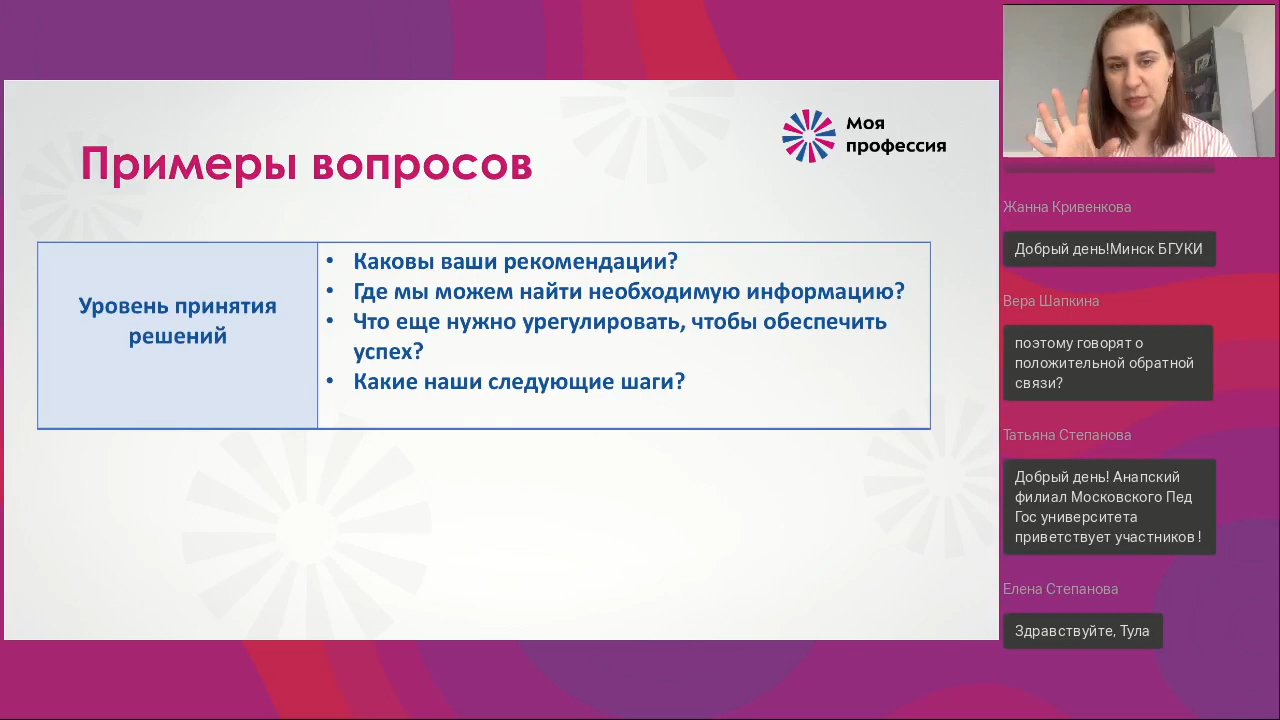 Примеры вопросов
Моя
профессия
Уровень принятия
решений
• Каковы ваши рекомендации?
• Где мы можем найти необходимую информацию?
• Что еще нужно урегулировать, чтобы обеспечить
успех?
• Какие наши следующие шаги?
Жанна Кривенкова
Добрый день!Минск БГУКИ
Вера Шапкина
поэтому говорят о
положительной обратной
связи?
Татьяна Степанова
Добрый день! Анапский
филиал Московского Пед
Гос университета
приветствует участников !
Елена Степанова
Здравствуйте, Тула